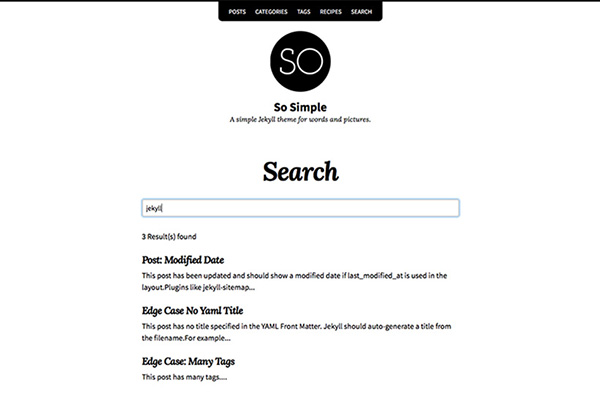 POSTS CATEGORIES TAGS RECIPES SEARCH
SO
So Simple
A simple Jekyll theme for words and pictures.
Search
jekyll
3 Result(s) found
Post: Modified Date
This post has been updated and should show a modified date if last_modified_at is used in the
layout.Plugins like jekyll-sitemap...
Edge Case No Yaml Title
This post has no title specified in the YAML Front Matter. Jekyll should auto-generate a title from
the filename.For example...
Edge Case: Many Tags
This post has many tags....